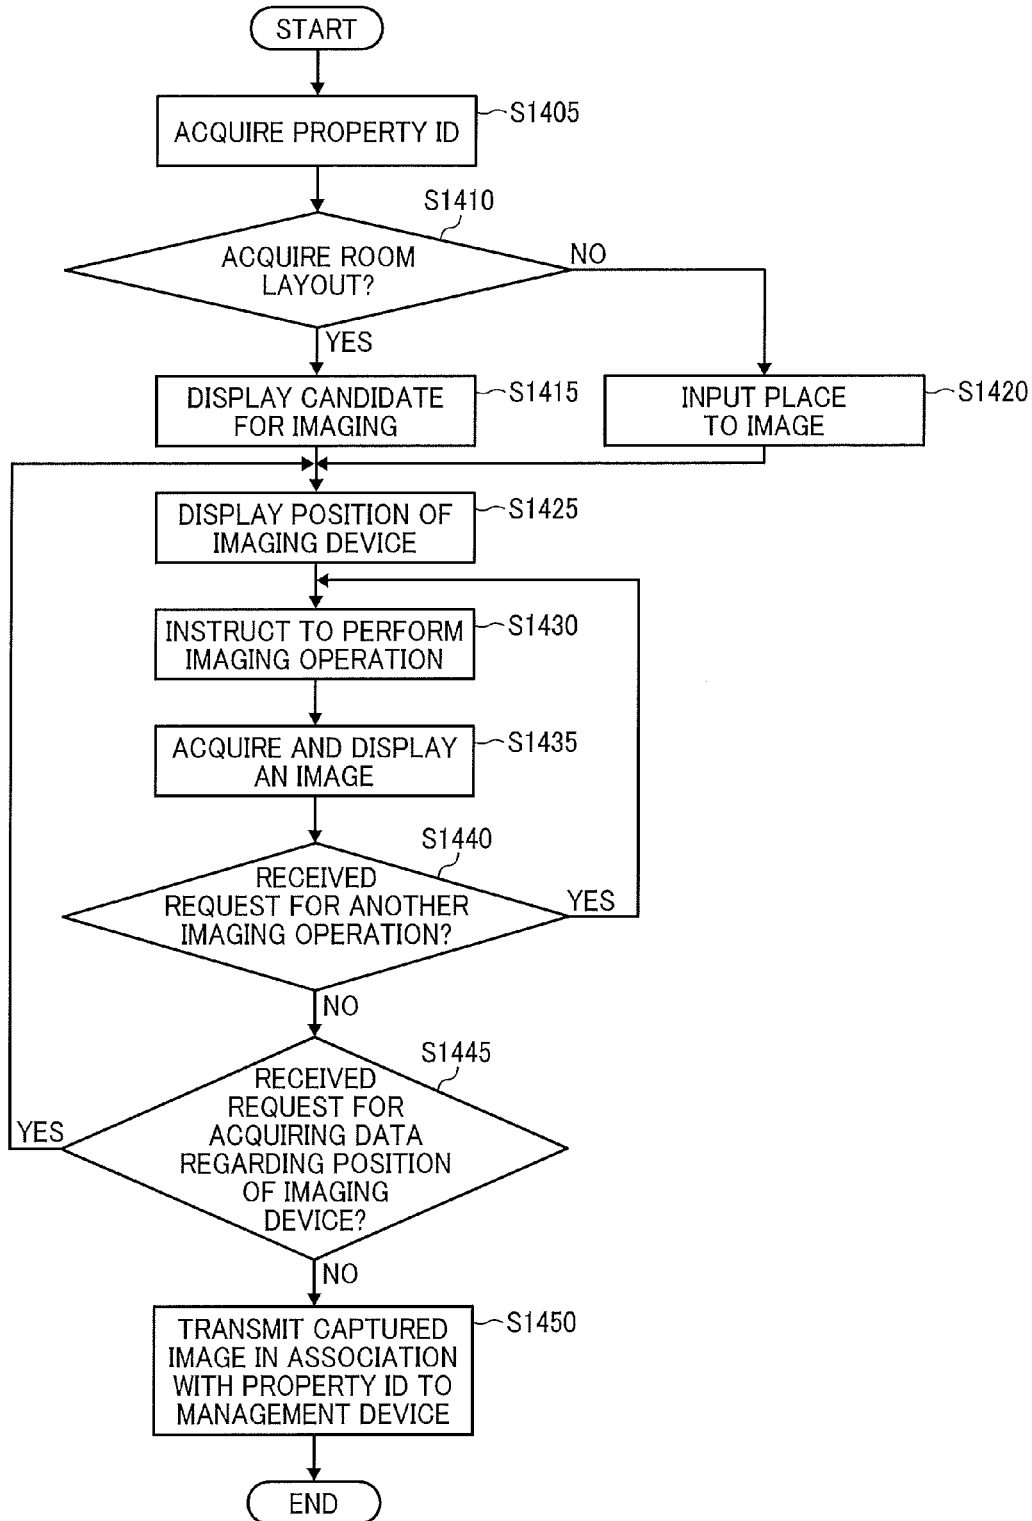 START
ACQUIRE PROPERTY ID
S1405
S1410
ACQUIRE ROOM
LAYOUT?
NO
YES
DISPLAY CANDIDATE
FOR IMAGING
S1415
INPUT PLACE
TO IMAGE
S1420
DISPLAY POSITION OF
IMAGING DEVICE
S1425
INSTRUCT TO PERFORM
IMAGING OPERATION
S1430
ACQUIRE AND DISPLAY
AN IMAGE
S1435
S1440
RECEIVED
REQUEST FOR ANOTHER
IMAGING OPERATION?
YES
NO
S1445
RECEIVED
REQUEST FOR
ACQUIRING DATA
REGARDING POSITION
OF IMAGING
DEVICE?
YES
NO
TRANSMIT CAPTURED
IMAGE IN ASSOCIATION
WITH PROPERTY ID TO
MANAGEMENT DEVICE
S1450
END